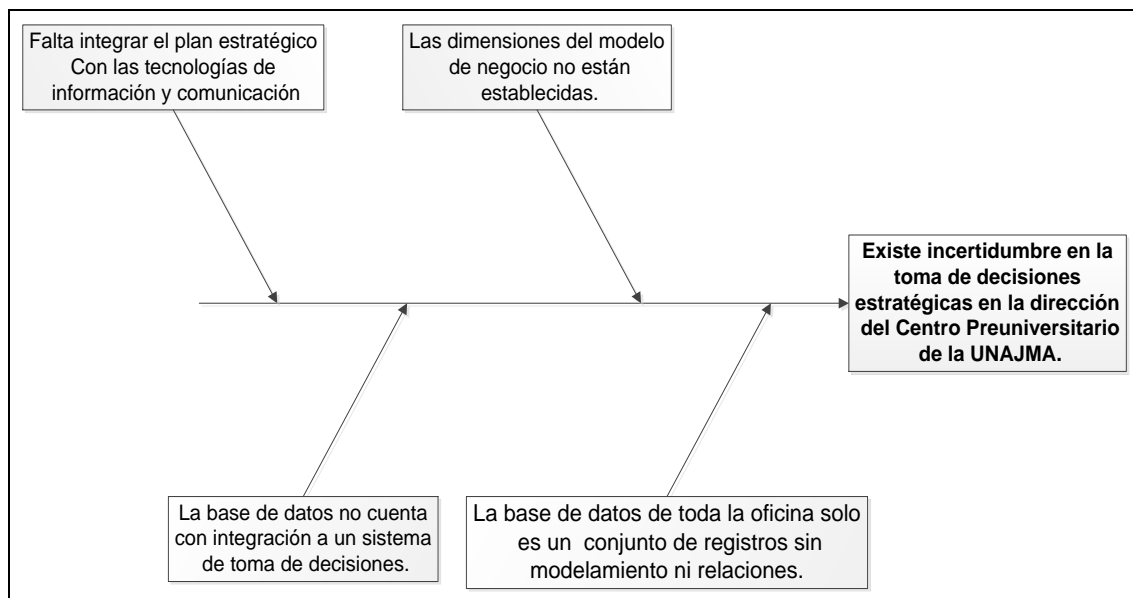 Falta integrar el plan estratégico
Con las tecnologías de
información y comunicación
Las dimensiones del modelo
de negocio no están
establecidas.
Existe incertidumbre en la
toma de decisiones
estratégicas en la dirección
del Centro Preuniversitario
de la UNAJMA.
La base de datos no cuenta
con integración a un sistema
de toma de decisiones.
La base de datos de toda la oficina solo
es un conjunto de registros sin
modelamiento ni relaciones.